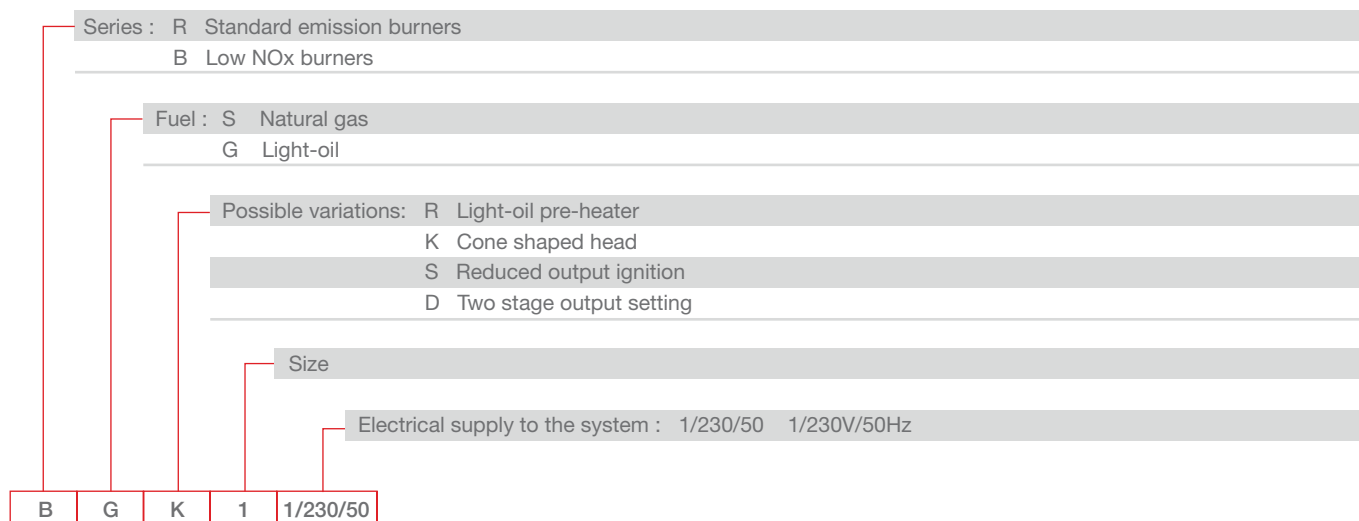 Series : R Standard emission burners
B Low NOx burners
Fuel : S Natural gas
G Light-oil
Possible variations: R Light-oil pre-heater
K Cone shaped head
S Reduced output ignition
D Two stage output setting
Size
Electrical supply to the system : 1/230/50 1/230V/50Hz
B G K 1 1/230/50